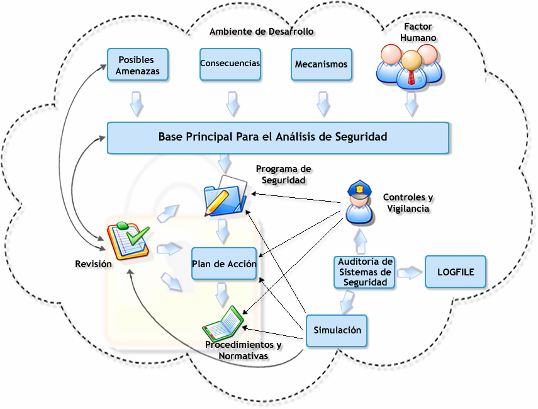 Ambiente de Desarrollo
Factor
Humano
Posibles
Amenazas
Consecuencias
Mecanismos
Base Principal Para el Análisis de Seguridad
Programa de
Seguridad
Controles y
Vigilancia
Revisión
Plan de Acción
Auditoría de
Sistemas de
Seguridad
LOGFILE
Simulación
Procedimientos y
Normativas